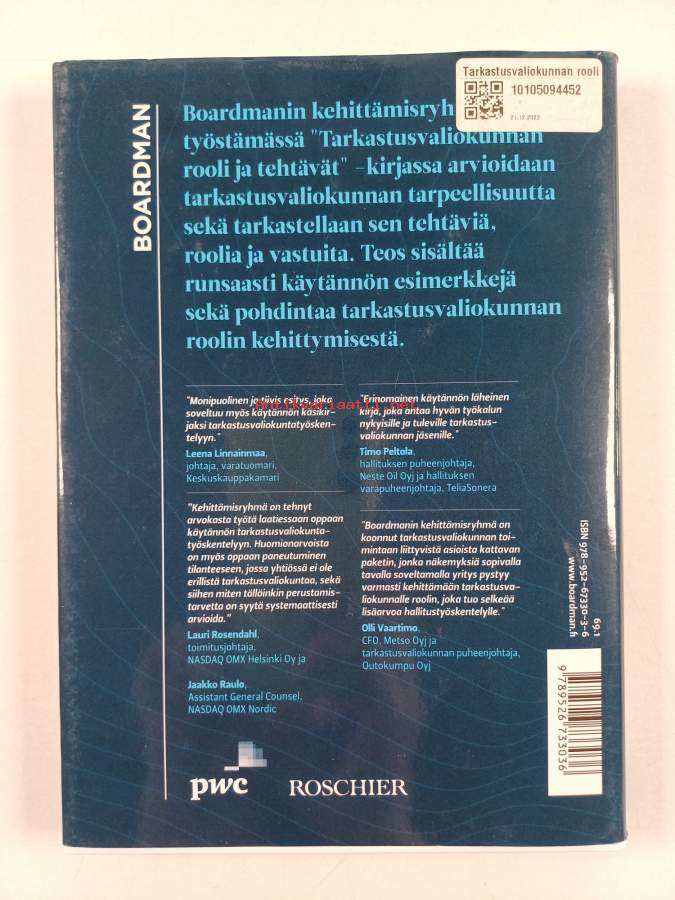 Tarkastusvaliokunnan rooli
10105094452
21.12.2023
BOARDMAN
Boardmanin kehittämisryh
työstämässä "Tarkastusvaliokunnan
rooli ja tehtävät" -kirjassa arvioidaan
tarkastusvaliokunnan tarpeellisuutta
sekä tarkastellaan sen tehtäviä,
roolia ja vastuita. Teos sisältää
runsaasti käytännön esimerkkejä
sekä pohdintaa tarkastusvaliokunnan
roolin kehittymisestä.
"Monipuolinen ja tiivis esitys, joka
soveltuu myös käytännön käsikir-
jaksi tarkastusvaliokuntatyösken-
telyyn."
Leena Linnainmaa,
johtaja, varatuomari,
Keskuskauppakamari
"Erinomainen käytännön läheinen
kirja, joka antaa hyvän työkalun
nykyisille ja tuleville tarkastus-
valiokunnan jäsenille."
Timo Peltola,
hallituksen puheenjohtaja,
Neste Oil Oyj ja hallituksen
varapuheenjohtaja, TeliaSonera
Antikvariaatti.net
"Kehittämisryhmä on tehnyt
arvokasta työtä laatiessaan oppaan
käytännön tarkastusvaliokunta-
työskentelyyn. Huomionarvoista
on myös oppaan paneutuminen
tilanteeseen, jossa yhtiössä ei ole
erillistä tarkastusvaliokuntaa, sekä
siihen miten tällöinkin perustamis-
tarvetta on syytä systemaattisesti
arvioida."
Lauri Rosendahl,
toimitusjohtaja,
NASDAQ OMX Helsinki Oy ja
Jaakko Raulo,
Assistant General Counsel,
NASDAQ OMX Nordic
"Boardmanin kehittämisryhmä on
koonnut tarkastusvaliokunnan toi-
mintaan liittyvistä asioista kattavan
paketin, jonka näkemyksiä sopivalla
tavalla soveltamalla yritys pystyy
varmasti kehittämään tarkastusva-
liokunnalle roolin, joka tuo selkeää
lisäarvoa hallitustyöskentelylle."
Olli Vaartimo,
CFO, Metso Oyj ja
tarkastusvaliokunnan puheenjohtaja,
Outokumpu Oyj
69.1
ISBN 978-952-67330-3-6
www.boardman.fi
9 789526 733036
pwc
ROSCHIER